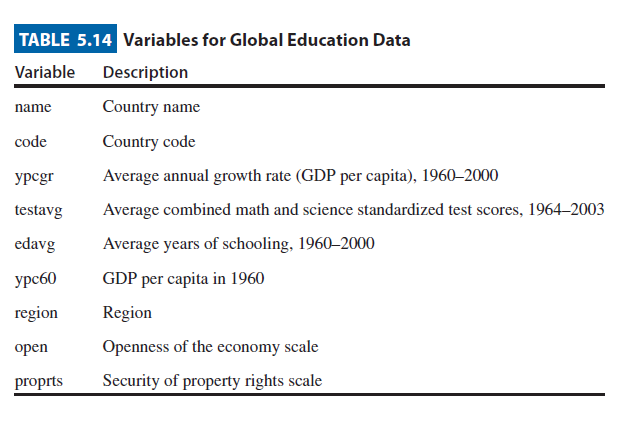 TABLE 5.14 Variables for Global Education Data
Variable Description
name Country name
code Country code
ypcgr Average annual growth rate (GDP per capita), 1960–2000
testavg Average combined math and science standardized test scores, 1964–2003
edavg Average years of schooling, 1960–2000
ypc60 GDP per capita in 1960
region Region
open Openness of the economy scale
proprts Security of property rights scale